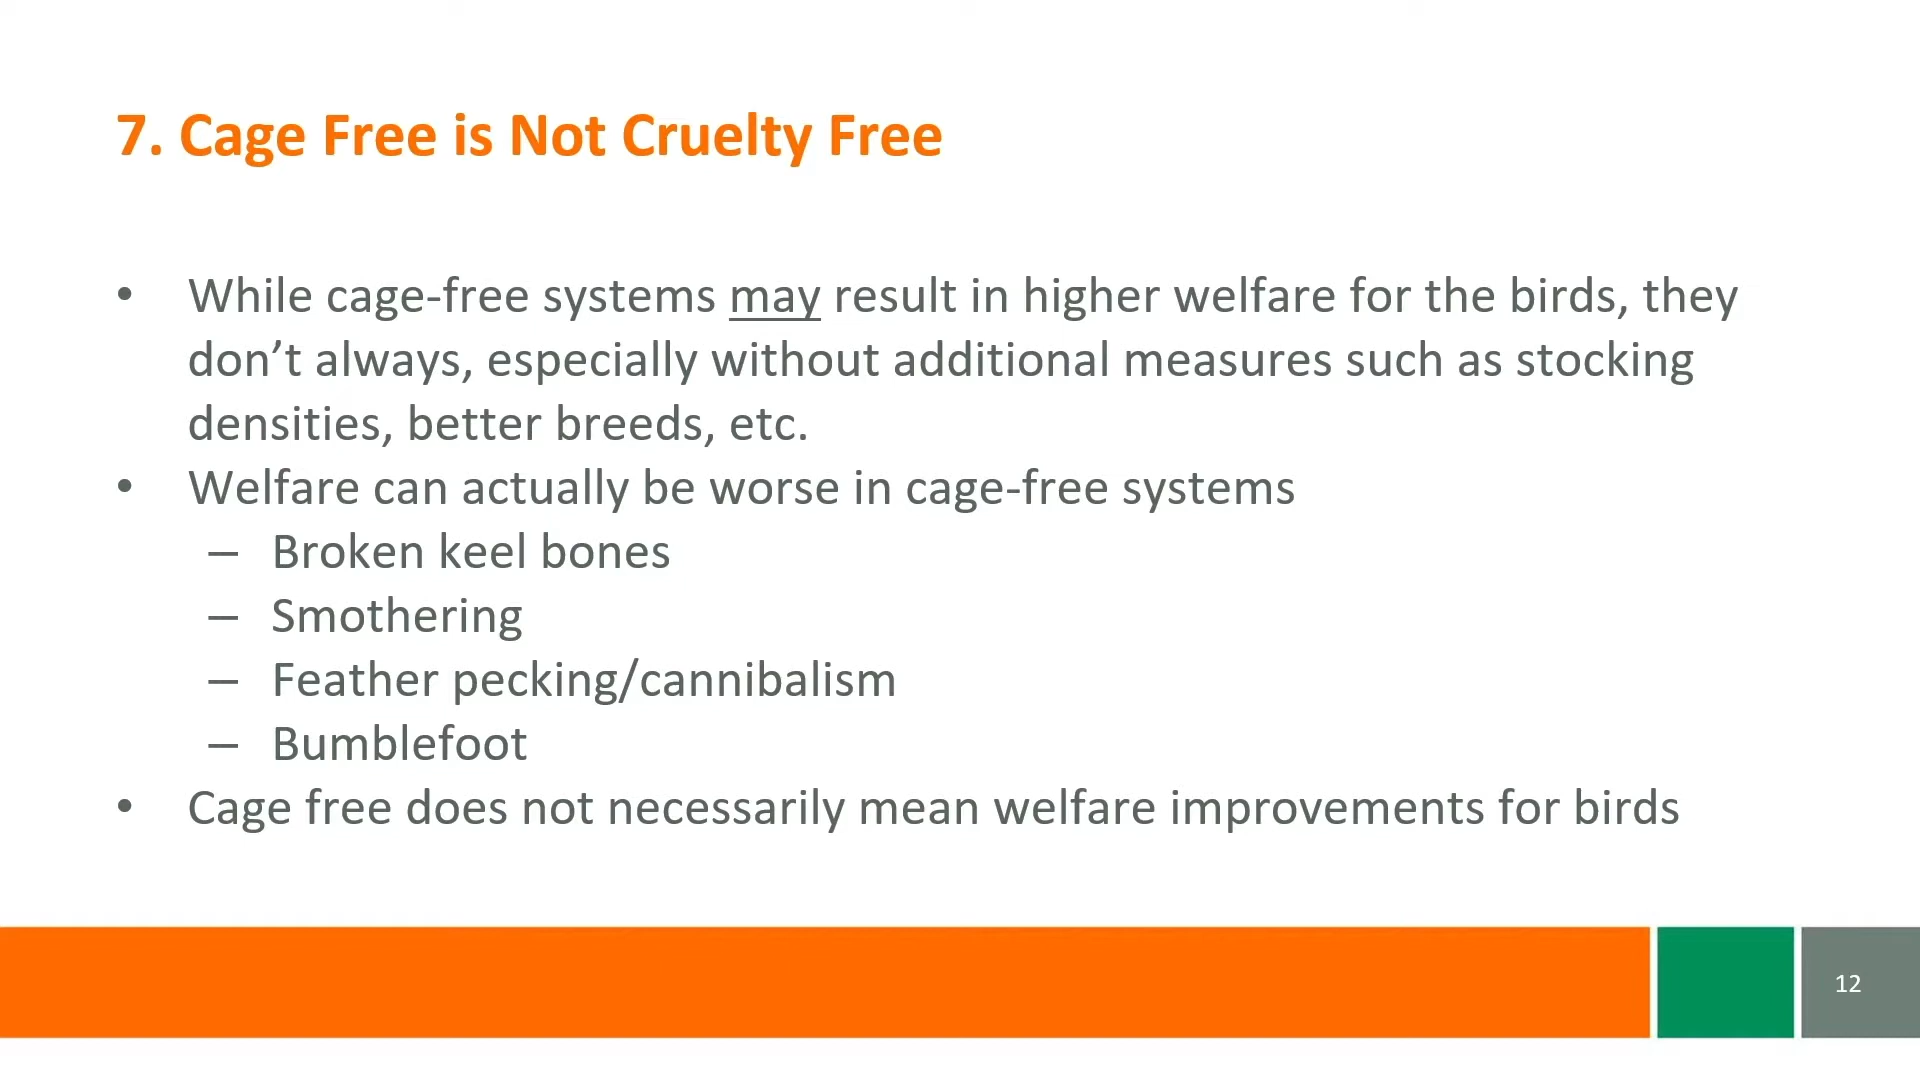 7. Cage Free is Not Cruelty Free
• While cage-free systems may result in higher welfare for the birds, they
don’t always, especially without additional measures such as stocking
densities, better breeds, etc.
• Welfare can actually be worse in cage-free systems
– Broken keel bones
– Smothering
– Feather pecking/cannibalism
– Bumblefoot
• Cage free does not necessarily mean welfare improvements for birds
12